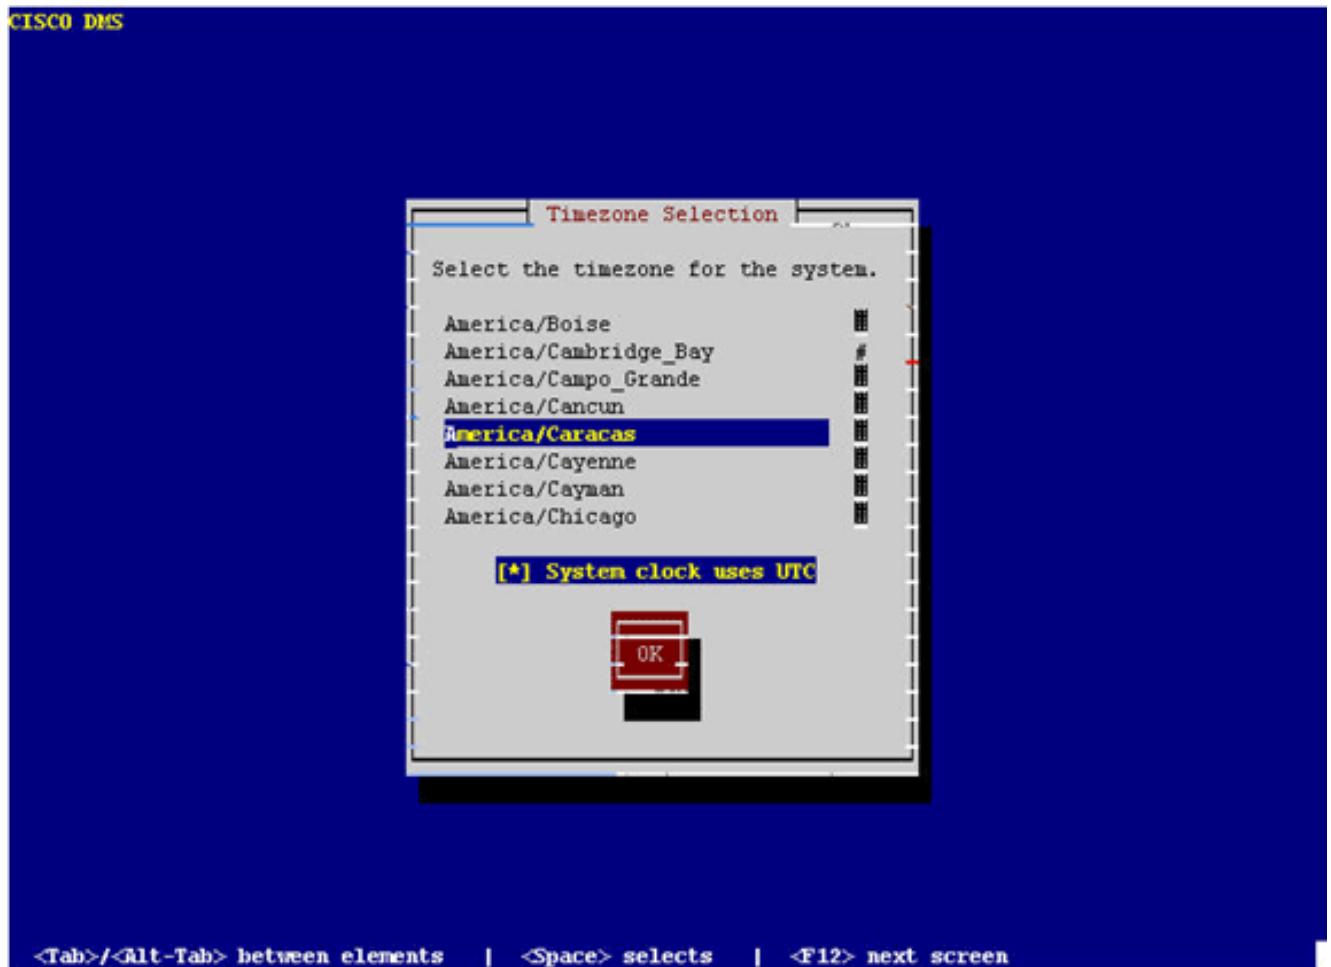 CISCO DMS
Timezone Selection
Select the timezone for the system.
America/Boise
America/Cambridge_Bay #
America/Campo_Grande
America/Cancun
America/Caracas
America/Cayenne
America/Cayman
America/Chicago
[*] System clock uses UTC
OK
<Tab>/<Alt-Tab> between elements | <Space> selects | <F12> next screen